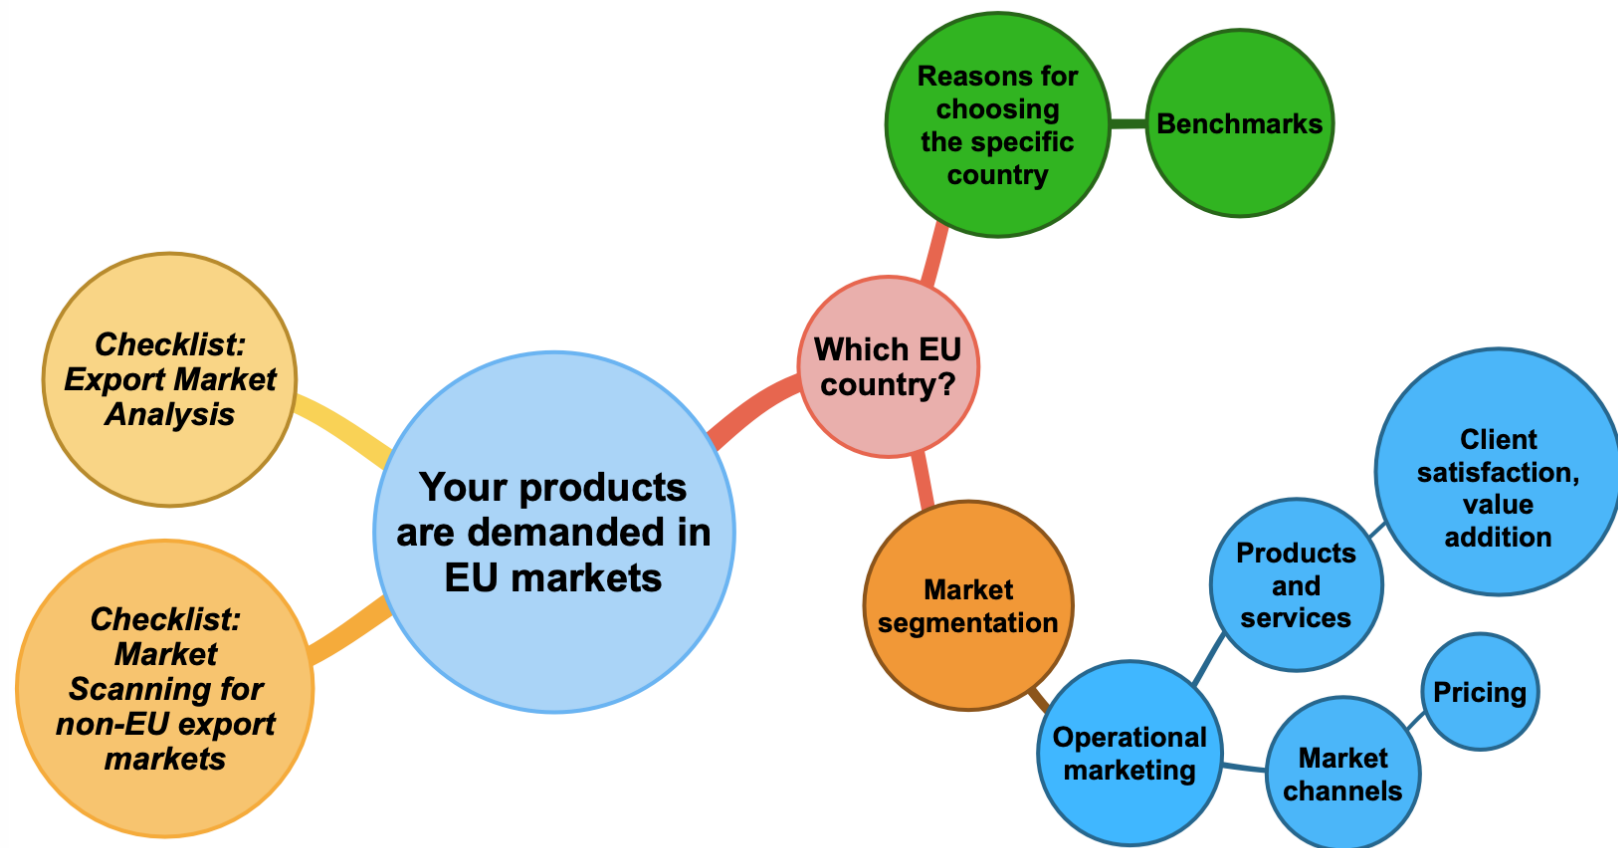 Reasons for
choosing
the specific
country
Benchmarks
Which EU
country?
Checklist:
Export Market
Analysis
Your products
are demanded in
EU markets
Checklist:
Market
Scanning for
non-EU export
markets
Market
segmentation
Client
satisfaction,
value
addition
Products
and
services
Operational
marketing
Market
channels
Pricing